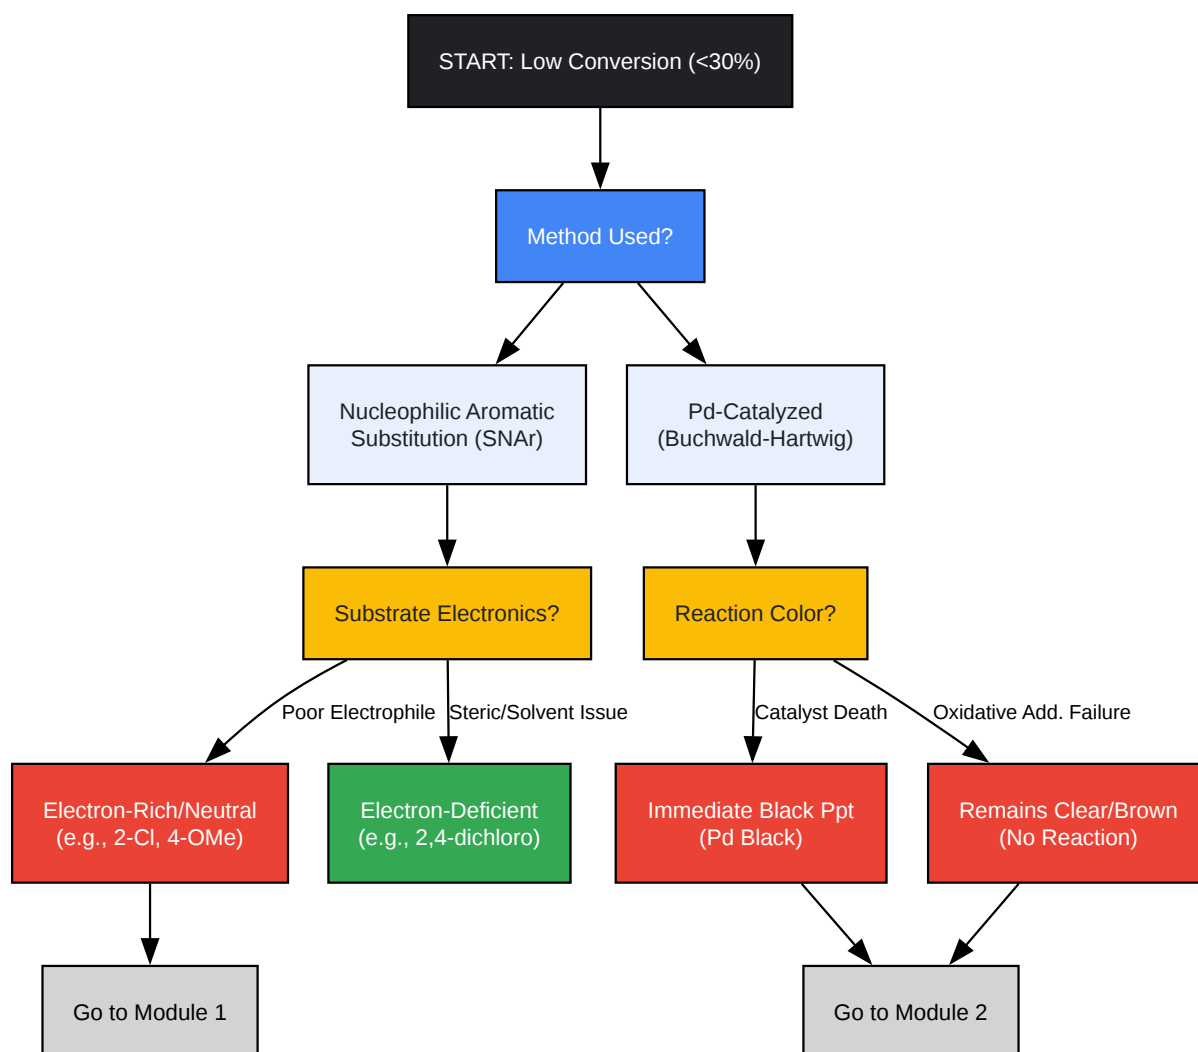 START: Low Conversion (<30%)
Method Used?
Nucleophilic Aromatic
Substitution (SNAr)
Pd-Catalyzed
(Buchwald-Hartwig)
Substrate Electronics?
Reaction Color?
Poor Electrophile
Steric/Solvent Issue
Catalyst Death
Oxidative Add. Failure
Electron-Rich/Neutral
(e.g., 2-Cl, 4-OMe)
Electron-Deficient
(e.g., 2,4-dichloro)
Immediate Black Ppt
(Pd Black)
Remains Clear/Brown
(No Reaction)
Go to Module 1
Go to Module 2